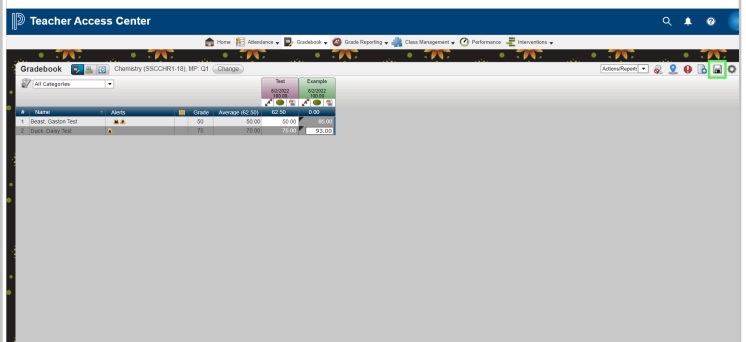 Teacher Access Center
Home Attendance Gradebook Grade Reporting Class Management Performance Interventions
Gradebook Chemistry (SSCCHR1-18), MP: Q1 Change Actions/Reports
All Categories Test Example
8/2/2022 8/2/2022
100.00 100.00
# Name Alerts Grade Average (62.50) 62.50 0.00
1 Beast, Gaston Test 50 50.00 50.00 85.00
2 Duck, Daisy Test 75 75.00 75.00 93.00